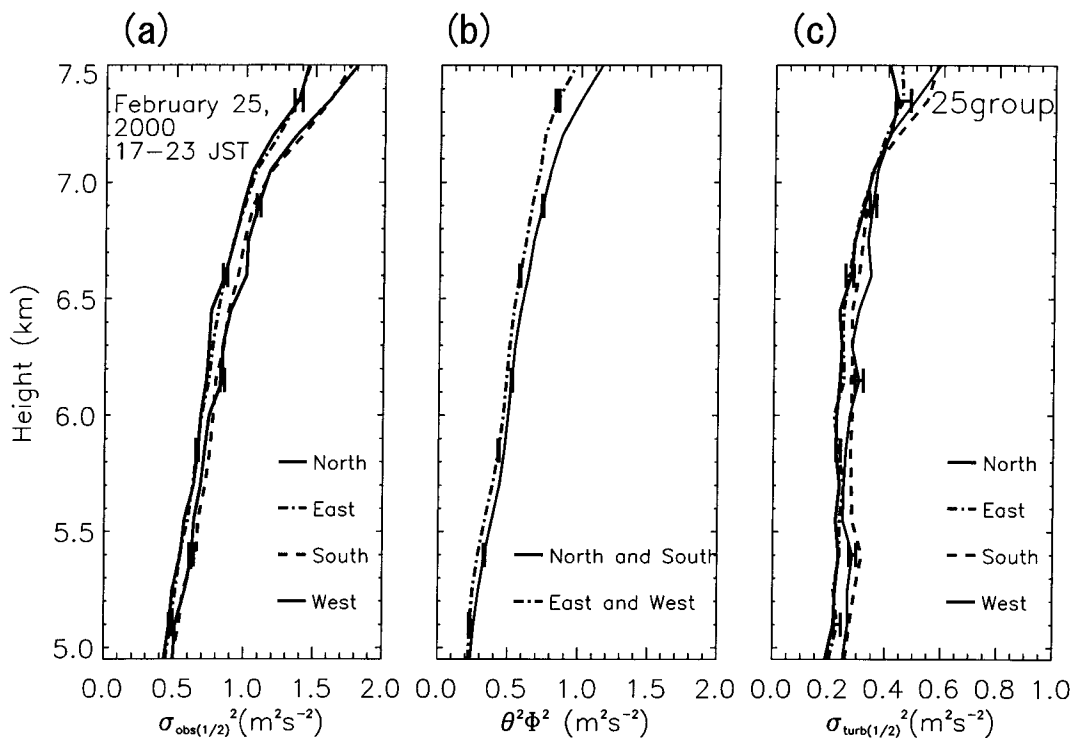 (a)
(b)
(c)
February 25,
2000
17-23 JST
25group
Height (km)
7.5
7.0
6.5
6.0
5.5
5.0
North
East
South
West
North and South
East and West
North
East
South
West
0.0 0.5 1.0 1.5 2.0
0.0 0.5 1.0 1.5 2.0
0.0 0.2 0.4 0.6 0.8 1.0
σobs(1/2)²(m²s⁻²)
θ²Φ² (m²s⁻²)
σturb(1/2)²(m²s⁻²)